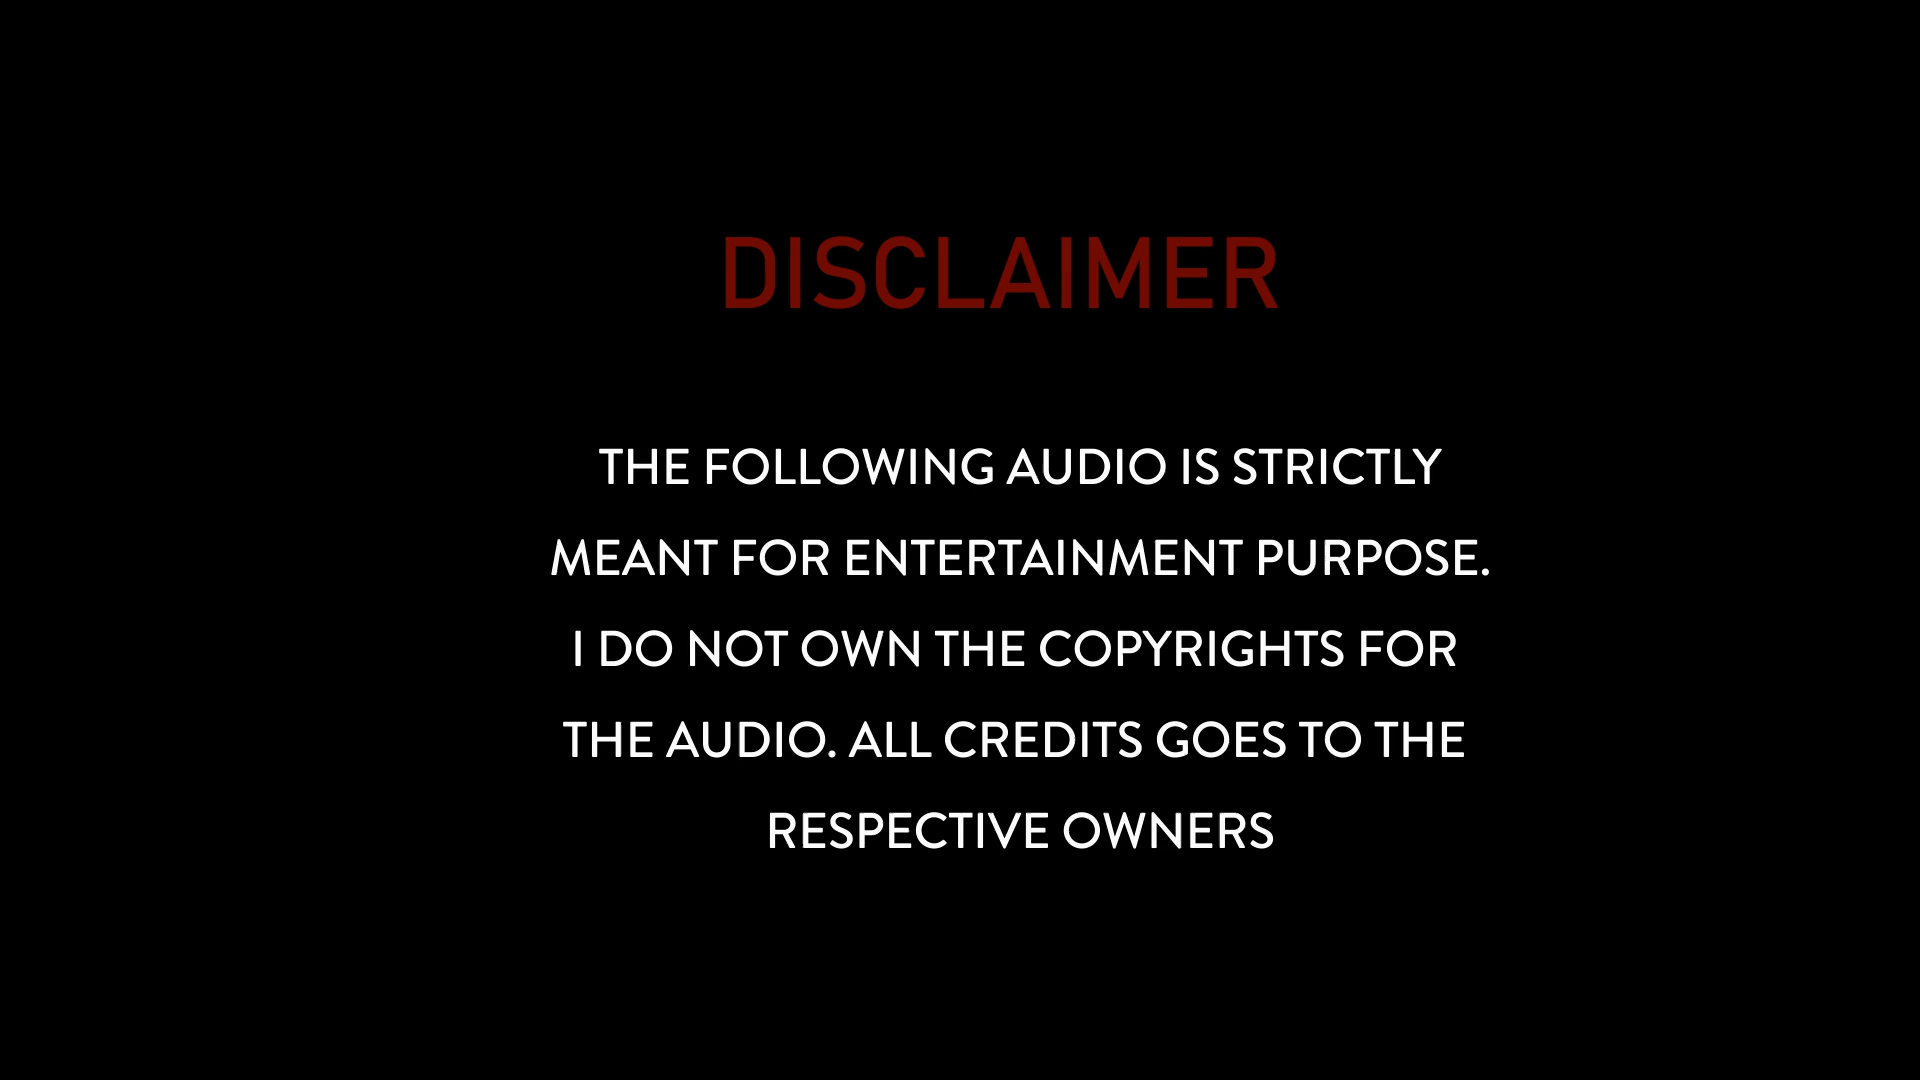 DISCLAIMER
THE FOLLOWING AUDIO IS STRICTLY
MEANT FOR ENTERTAINMENT PURPOSE.
I DO NOT OWN THE COPYRIGHTS FOR
THE AUDIO. ALL CREDITS GOES TO THE
RESPECTIVE OWNERS